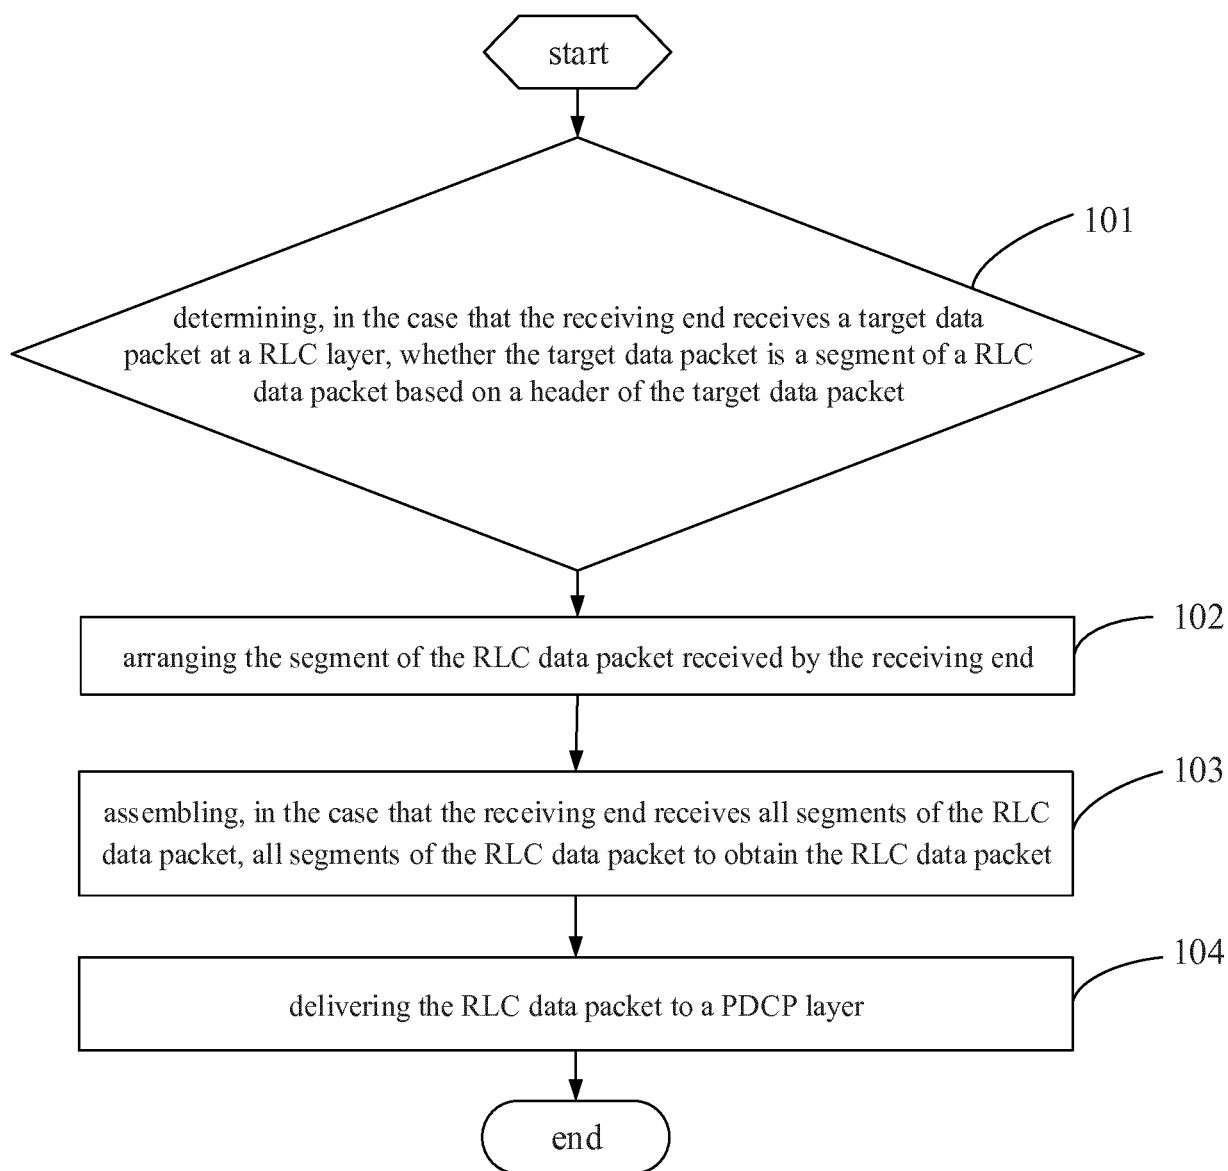 start
101
determining, in the case that the receiving end receives a target data
packet at a RLC layer, whether the target data packet is a segment of a RLC
data packet based on a header of the target data packet
102
arranging the segment of the RLC data packet received by the receiving end
103
assembling, in the case that the receiving end receives all segments of the RLC
data packet, all segments of the RLC data packet to obtain the RLC data packet
104
delivering the RLC data packet to a PDCP layer
end